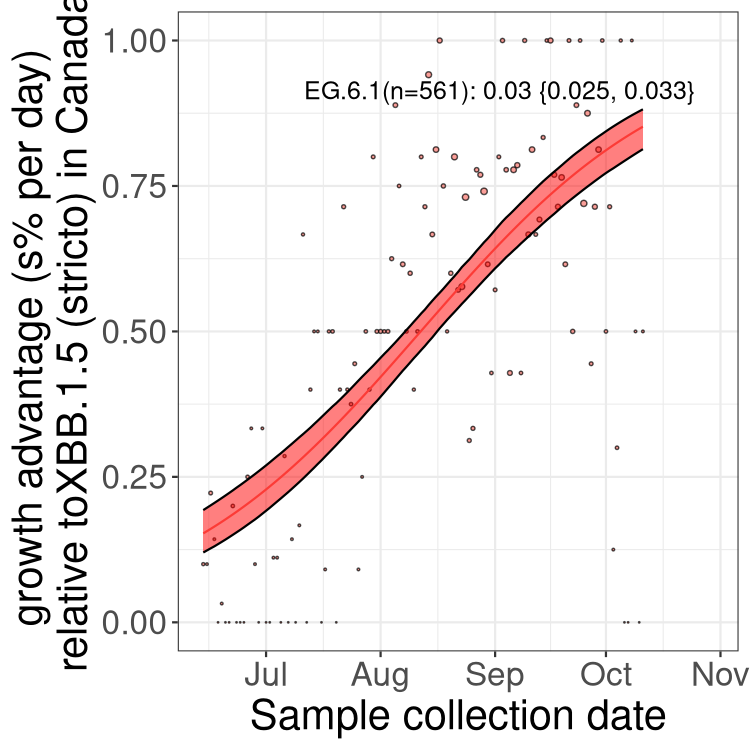 growth advantage (s% per day)
relative toXBB.1.5 (stricto) in Canada
1.00
0.75
0.50
0.25
0.00
EG.6.1(n=561): 0.03 {0.025, 0.033}
Jul
Aug
Sep
Oct
Nov
Sample collection date